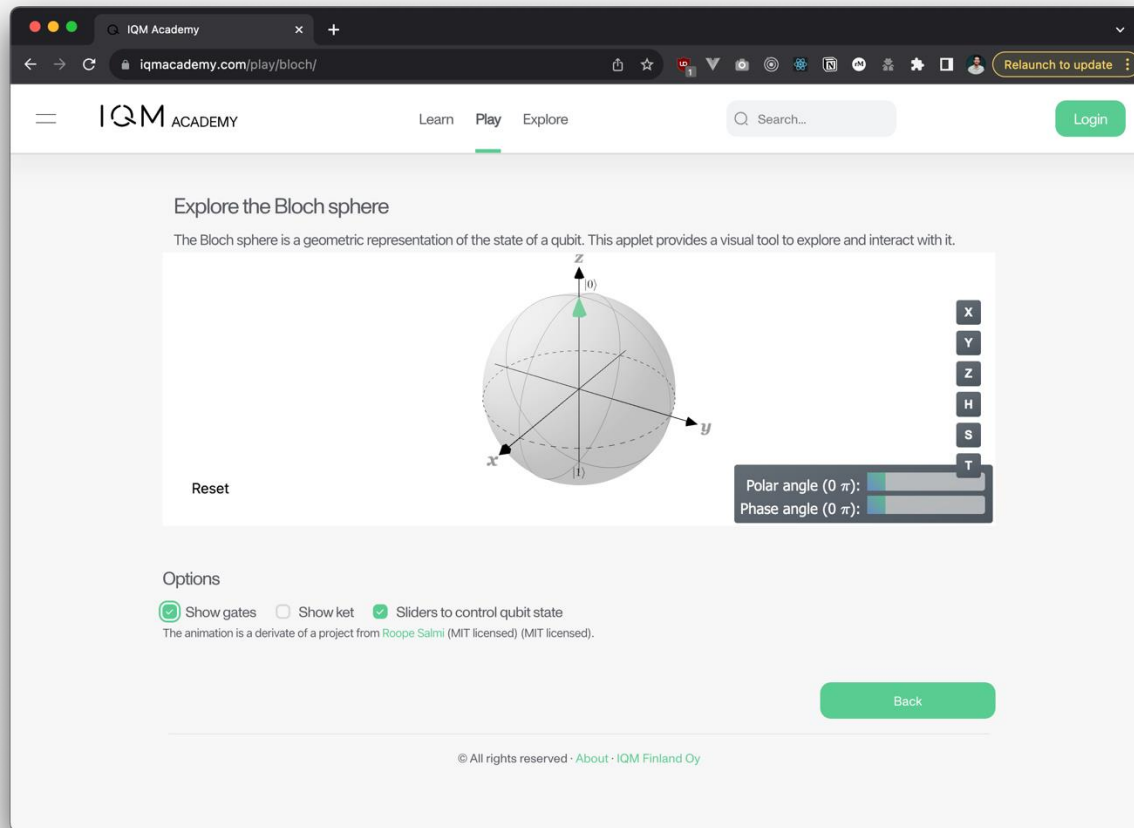 IQM Academy
iqmacademy.com/play/bloch/
1
Relaunch to update
IQM ACADEMY
Learn Play Explore
Search...
Login
Explore the Bloch sphere
The Bloch sphere is a geometric representation of the state of a qubit. This applet provides a visual tool to explore and interact with it.
z
|0⟩
X
Y
Z
H
S
T
y
x
|1⟩
Reset
Polar angle (0 π):
Phase angle (0 π):
Options
Show gates Show ket Sliders to control qubit state
The animation is a derivate of a project from Roope Salmi (MIT licensed) (MIT licensed).
Back
© All rights reserved · About · IQM Finland Oy